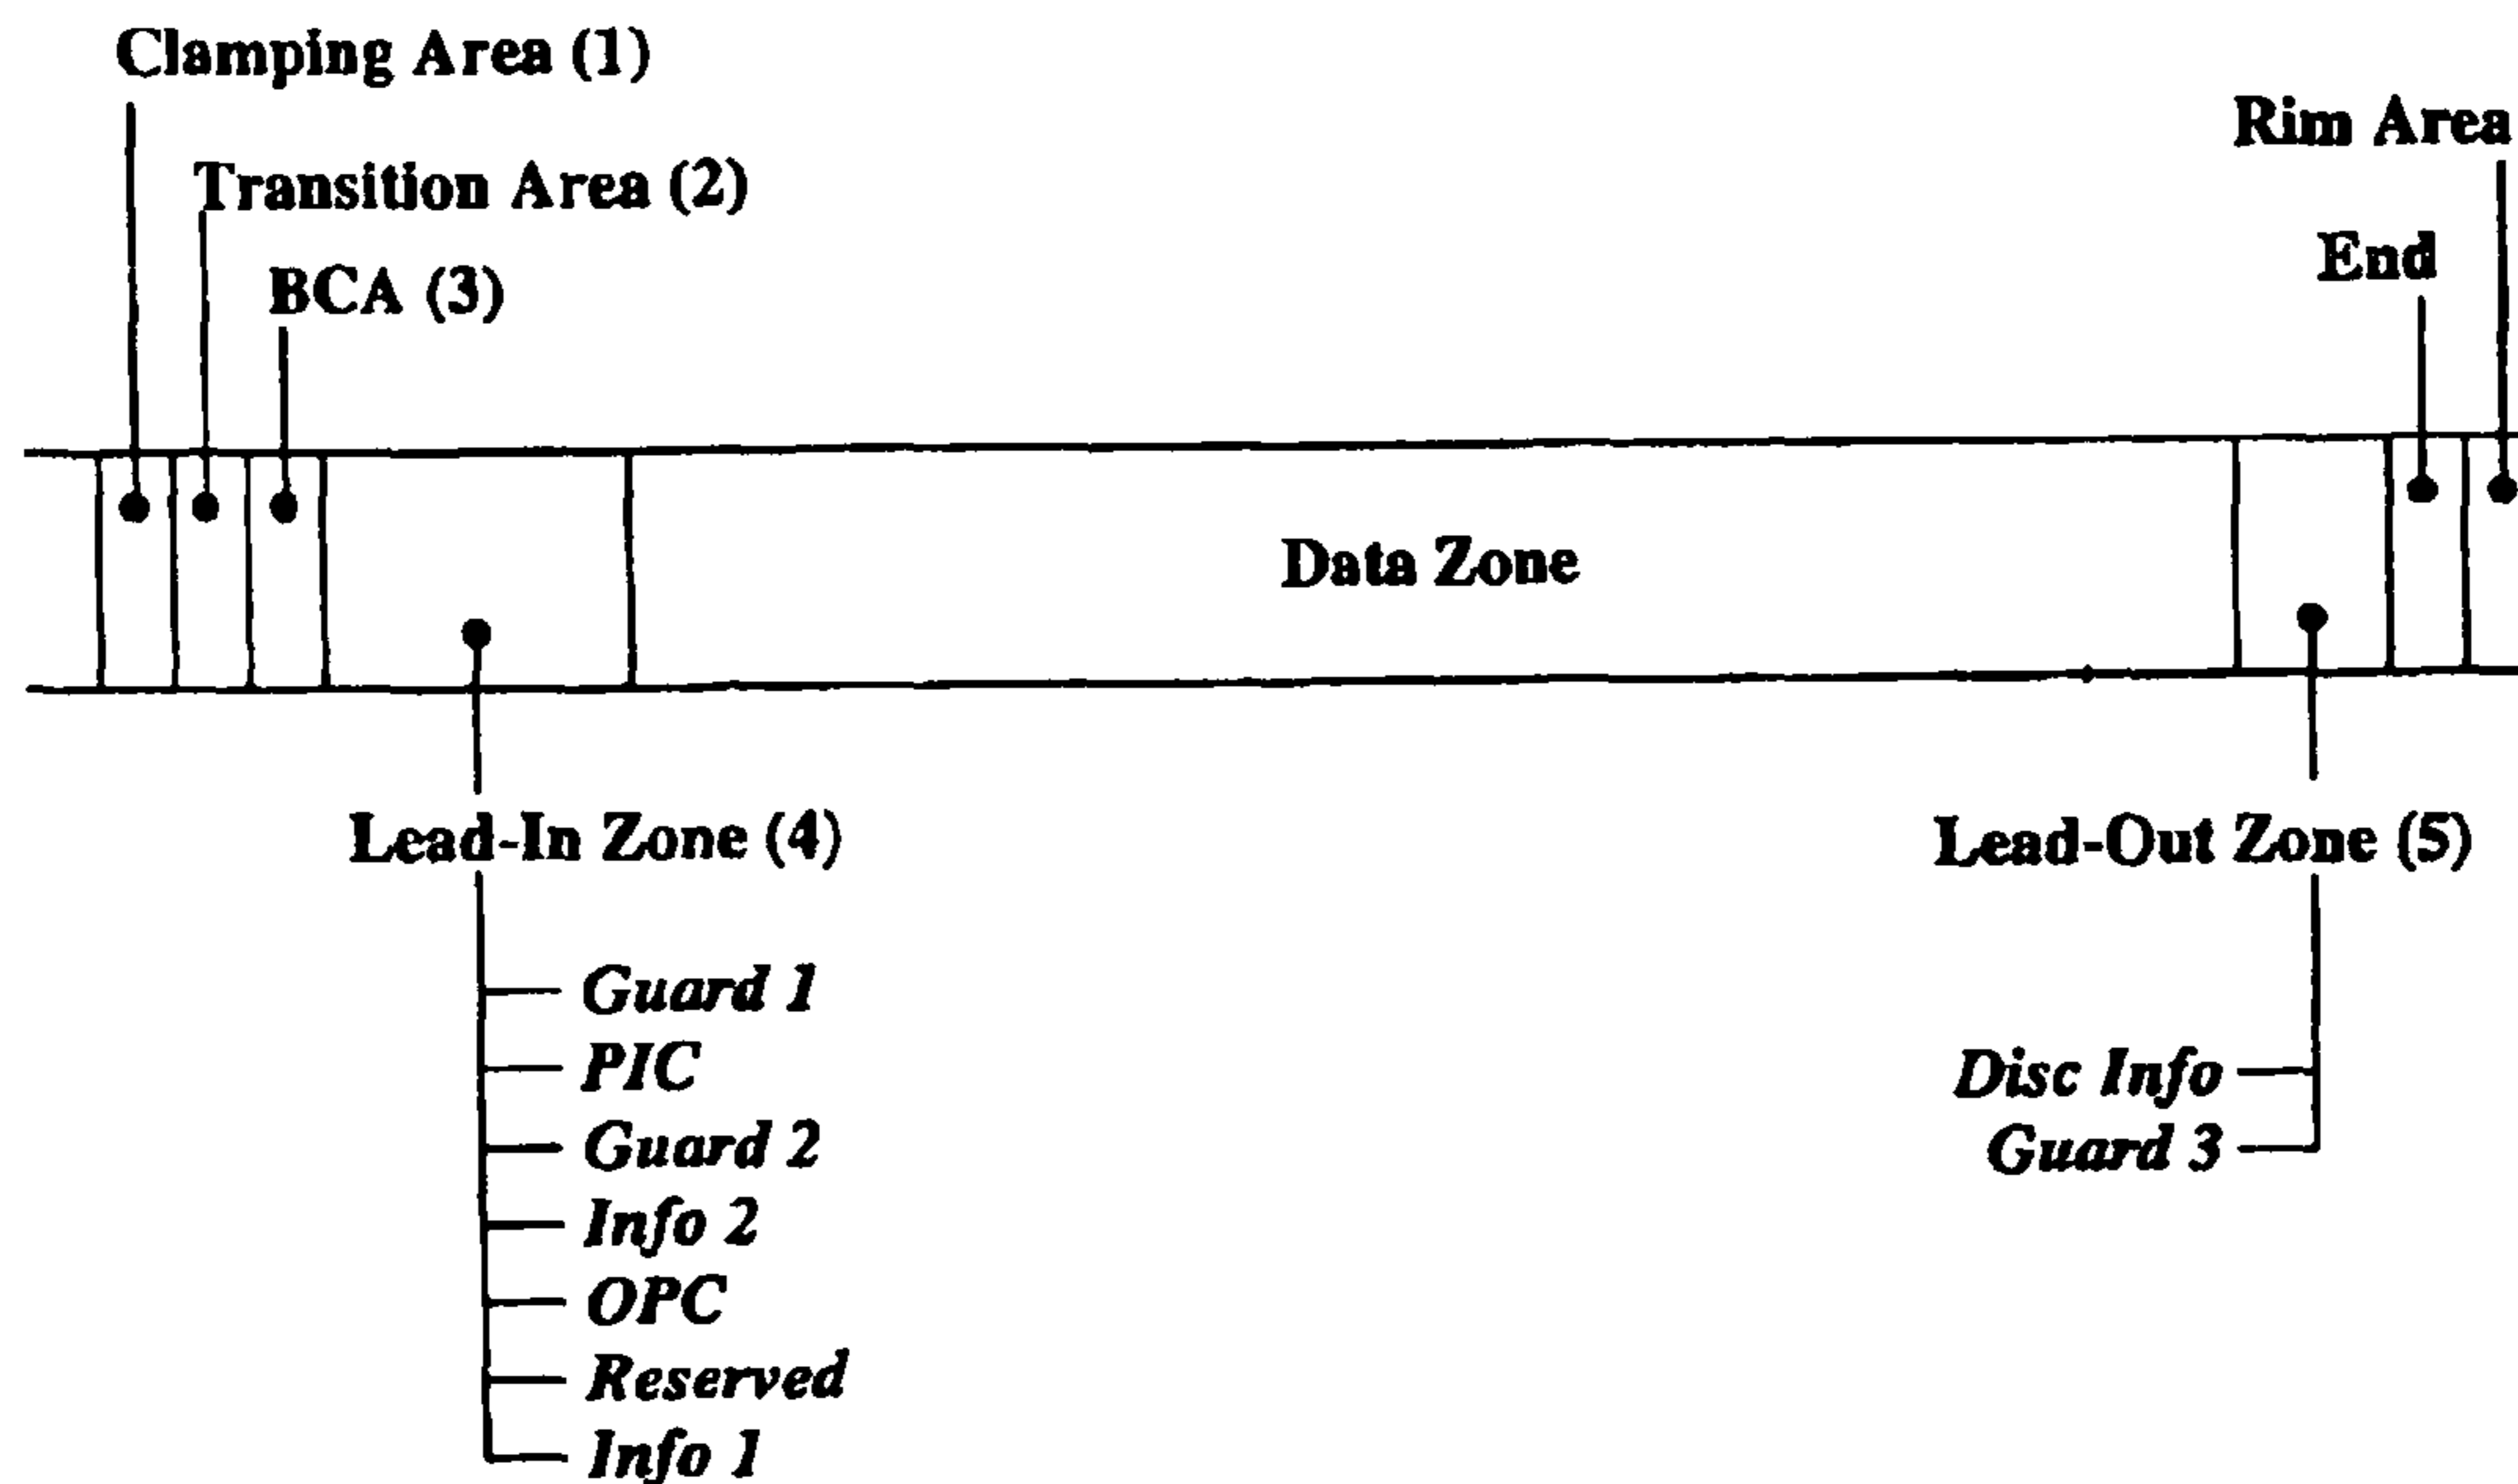 Clamping Area (1)
Rim Area
Transition Area (2)
End
BCA (3)
Data Zone
Lead-In Zone (4)
Lead-Out Zone (5)
Guard 1
PIC
Guard 2
Info 2
OPC
Reserved
Info 1
Disc Info
Guard 3